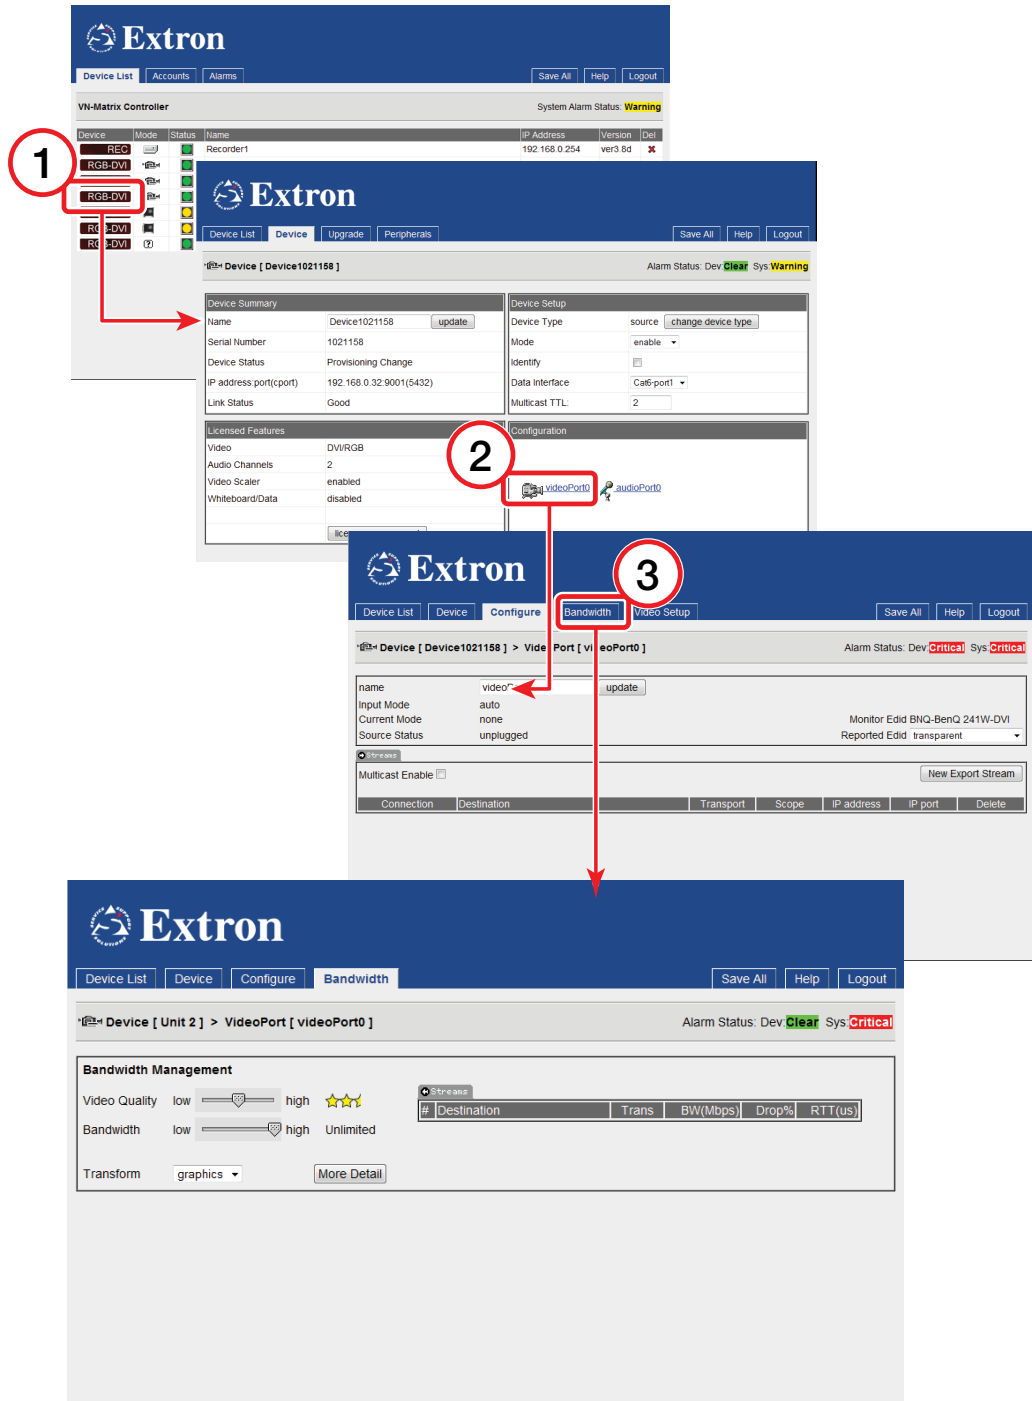 Extron
Device List Accounts Alarms Save All Help Logout
VN-Matrix Controller System Alarm Status: Warning
Device Mode Status Name IP Address Version Del
REC Recorder1 192.168.0.254 ver3.8d
1
RGB-DVI
RGB-DVI
RGB-DVI
RGB-DVI
Extron
Device List Device Upgrade Peripherals Save All Help Logout
Device [ Device1021158 ] Alarm Status: Dev:Clear Sys:Warning
Device Summary
Name Device1021158 update
Serial Number 1021158
Device Status Provisioning Change
IP address:port(cport) 192.168.0.32:9001(5432)
Link Status Good
Device Setup
Device Type source change device type
Mode enable
Identify
Data Interface Cat6-port1
Multicast TTL: 2
Licensed Features
Video DVI/RGB
Audio Channels 2
Video Scaler enabled
Whiteboard/Data disabled
2
Configuration
videoPort0 audioPort0
Extron
3
Device List Device Configure Bandwidth Video Setup Save All Help Logout
Device [ Device1021158 ] > VideoPort [ videoPort0 ] Alarm Status: Dev:Critical Sys:Critical
name update
Input Mode auto
Current Mode none Monitor Edid BNQ-BenQ 241W-DVI
Source Status unplugged Reported Edid transparent
Streams
Multicast Enable New Export Stream
Connection Destination Transport Scope IP address IP port Delete
SERVICE SUPPORT SOLUTIONS
Extron
Device List Device Configure Bandwidth Save All Help Logout
Device [ Unit 2 ] > VideoPort [ videoPort0 ] Alarm Status: Dev:Clear Sys:Critical
Bandwidth Management
Video Quality low high
Bandwidth low high Unlimited
Transform graphics More Detail
Streams
# Destination Trans BW(Mbps) Drop% RTT(us)